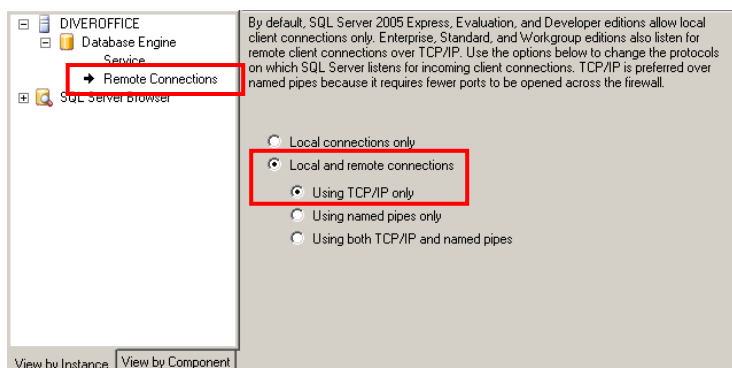 DIVEROFFICE
Database Engine
Service
Remote Connections
SQL Server Browser
View by Instance
View by Component
By default, SQL Server 2005 Express, Evaluation, and Developer editions allow local
client connections only. Enterprise, Standard, and Workgroup editions also listen for
remote client connections over TCP/IP. Use the options below to change the protocols
on which SQL Server listens for incoming client connections. TCP/IP is preferred over
named pipes because it requires fewer ports to be opened across the firewall.
Local connections only
Local and remote connections
Using TCP/IP only
Using named pipes only
Using both TCP/IP and named pipes